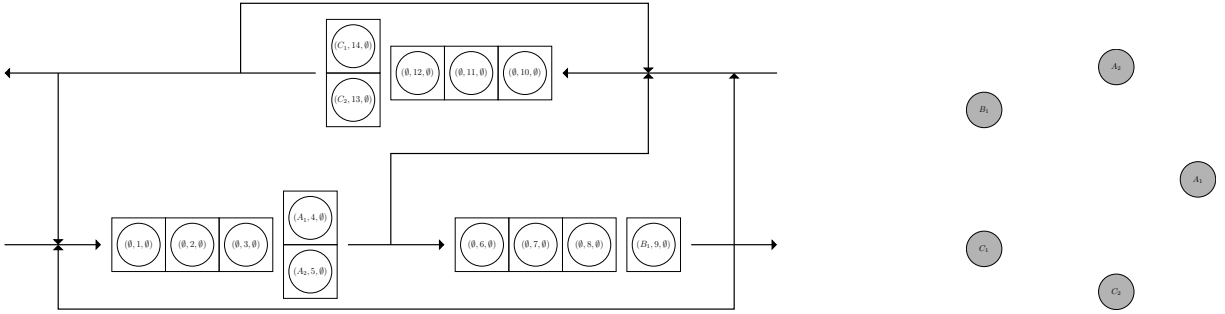 (C₁, 14, ∅)
(∅, 12, ∅) (∅, 11, ∅) (∅, 10, ∅)
(C₂, 13, ∅)
A₂
B₁
A₁
(A₁, 4, ∅)
(∅, 1, ∅) (∅, 2, ∅) (∅, 3, ∅) (∅, 6, ∅) (∅, 7, ∅) (∅, 8, ∅) (B₁, 9, ∅)
(A₂, 5, ∅)
C₁
C₂